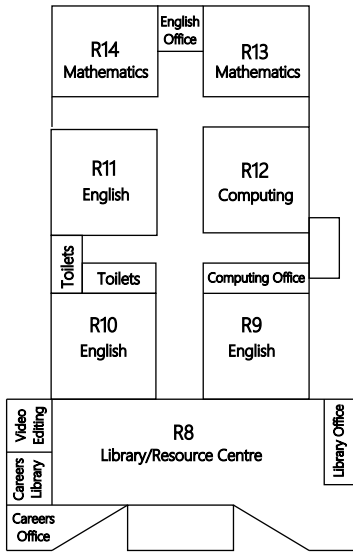 R14
Mathematics
English
Office
R13
Mathematics
R11
English
R12
Computing
Toilets
Toilets
Computing Office
R10
English
R9
English
Video
Editing
R8
Library/Resource Centre
Library Office
Careers
Library
Careers
Office